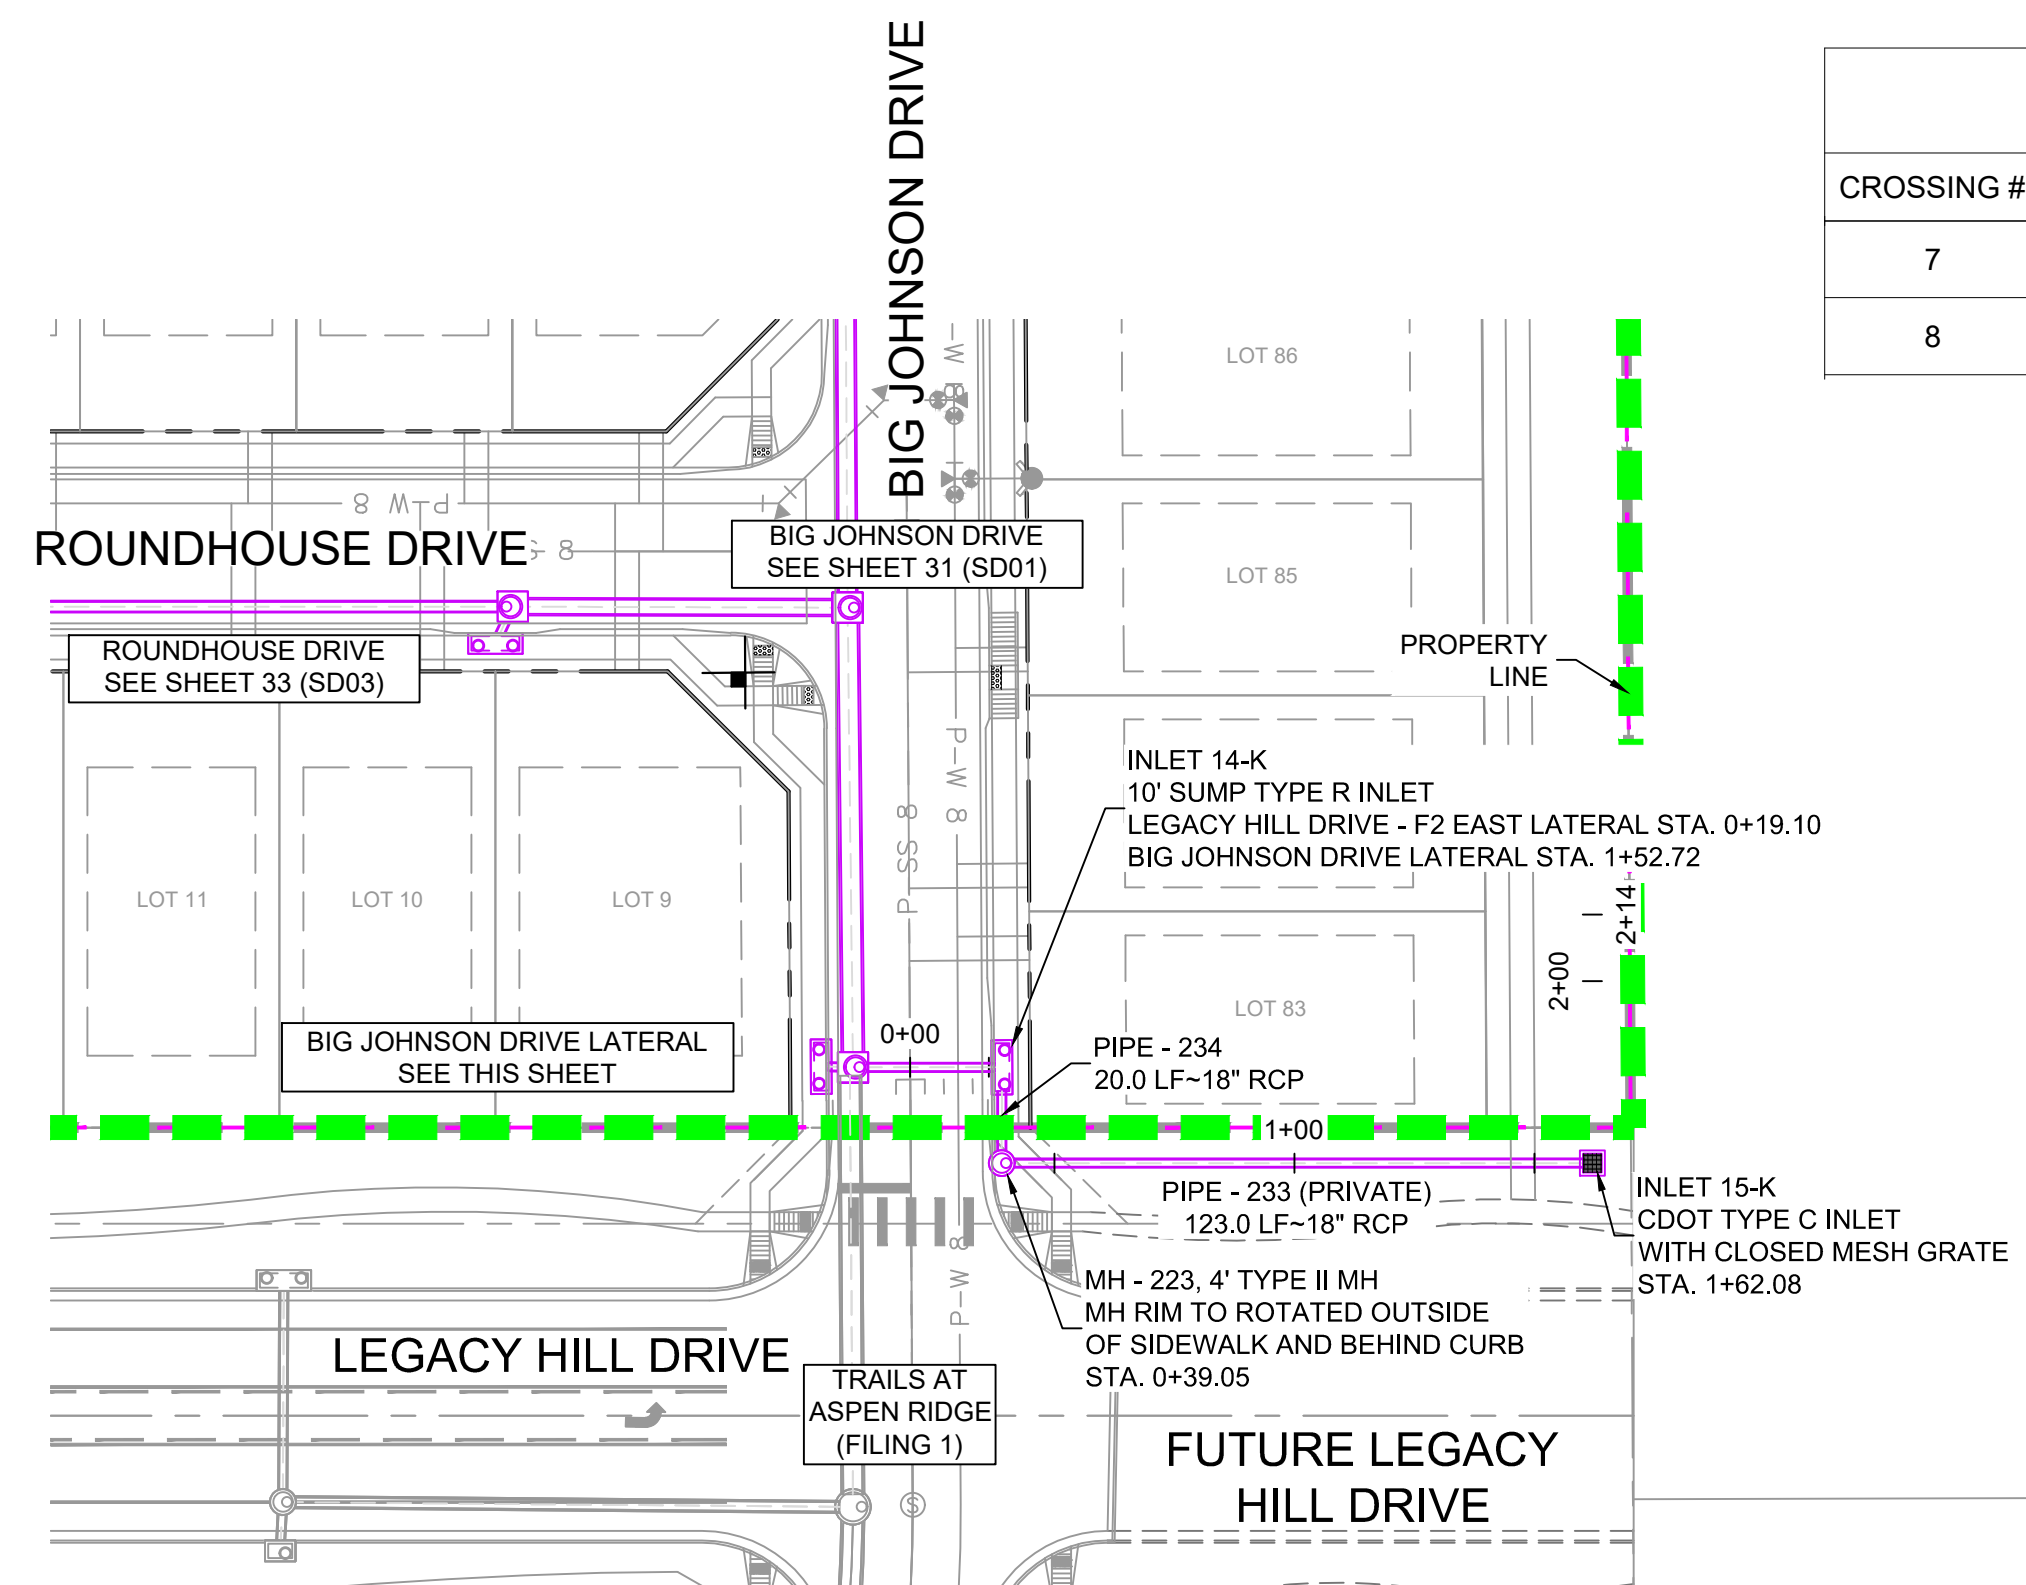 BIG JOHNSON DRIVE
CROSSING #
7
8
LOT 86
P-W 8
ROUNDHOUSE DRIVE
BIG JOHNSON DRIVE
SEE SHEET 31 (SD01)
LOT 85
ROUNDHOUSE DRIVE
SEE SHEET 33 (SD03)
PROPERTY
LINE
P-W 8
INLET 14-K
10' SUMP TYPE R INLET
LEGACY HILL DRIVE - F2 EAST LATERAL STA. 0+19.10
BIG JOHNSON DRIVE LATERAL STA. 1+52.72
P SS 8
LOT 11
LOT 10
LOT 9
2+14
2+00
LOT 83
0+00
BIG JOHNSON DRIVE LATERAL
SEE THIS SHEET
PIPE - 234
20.0 LF~18" RCP
1+00
PIPE - 233 (PRIVATE)
123.0 LF~18" RCP
INLET 15-K
CDOT TYPE C INLET
WITH CLOSED MESH GRATE
STA. 1+62.08
P-W 8
MH - 223, 4' TYPE II MH
MH RIM TO ROTATED OUTSIDE
OF SIDEWALK AND BEHIND CURB
STA. 0+39.05
LEGACY HILL DRIVE
TRAILS AT
ASPEN RIDGE
(FILING 1)
FUTURE LEGACY
HILL DRIVE
S